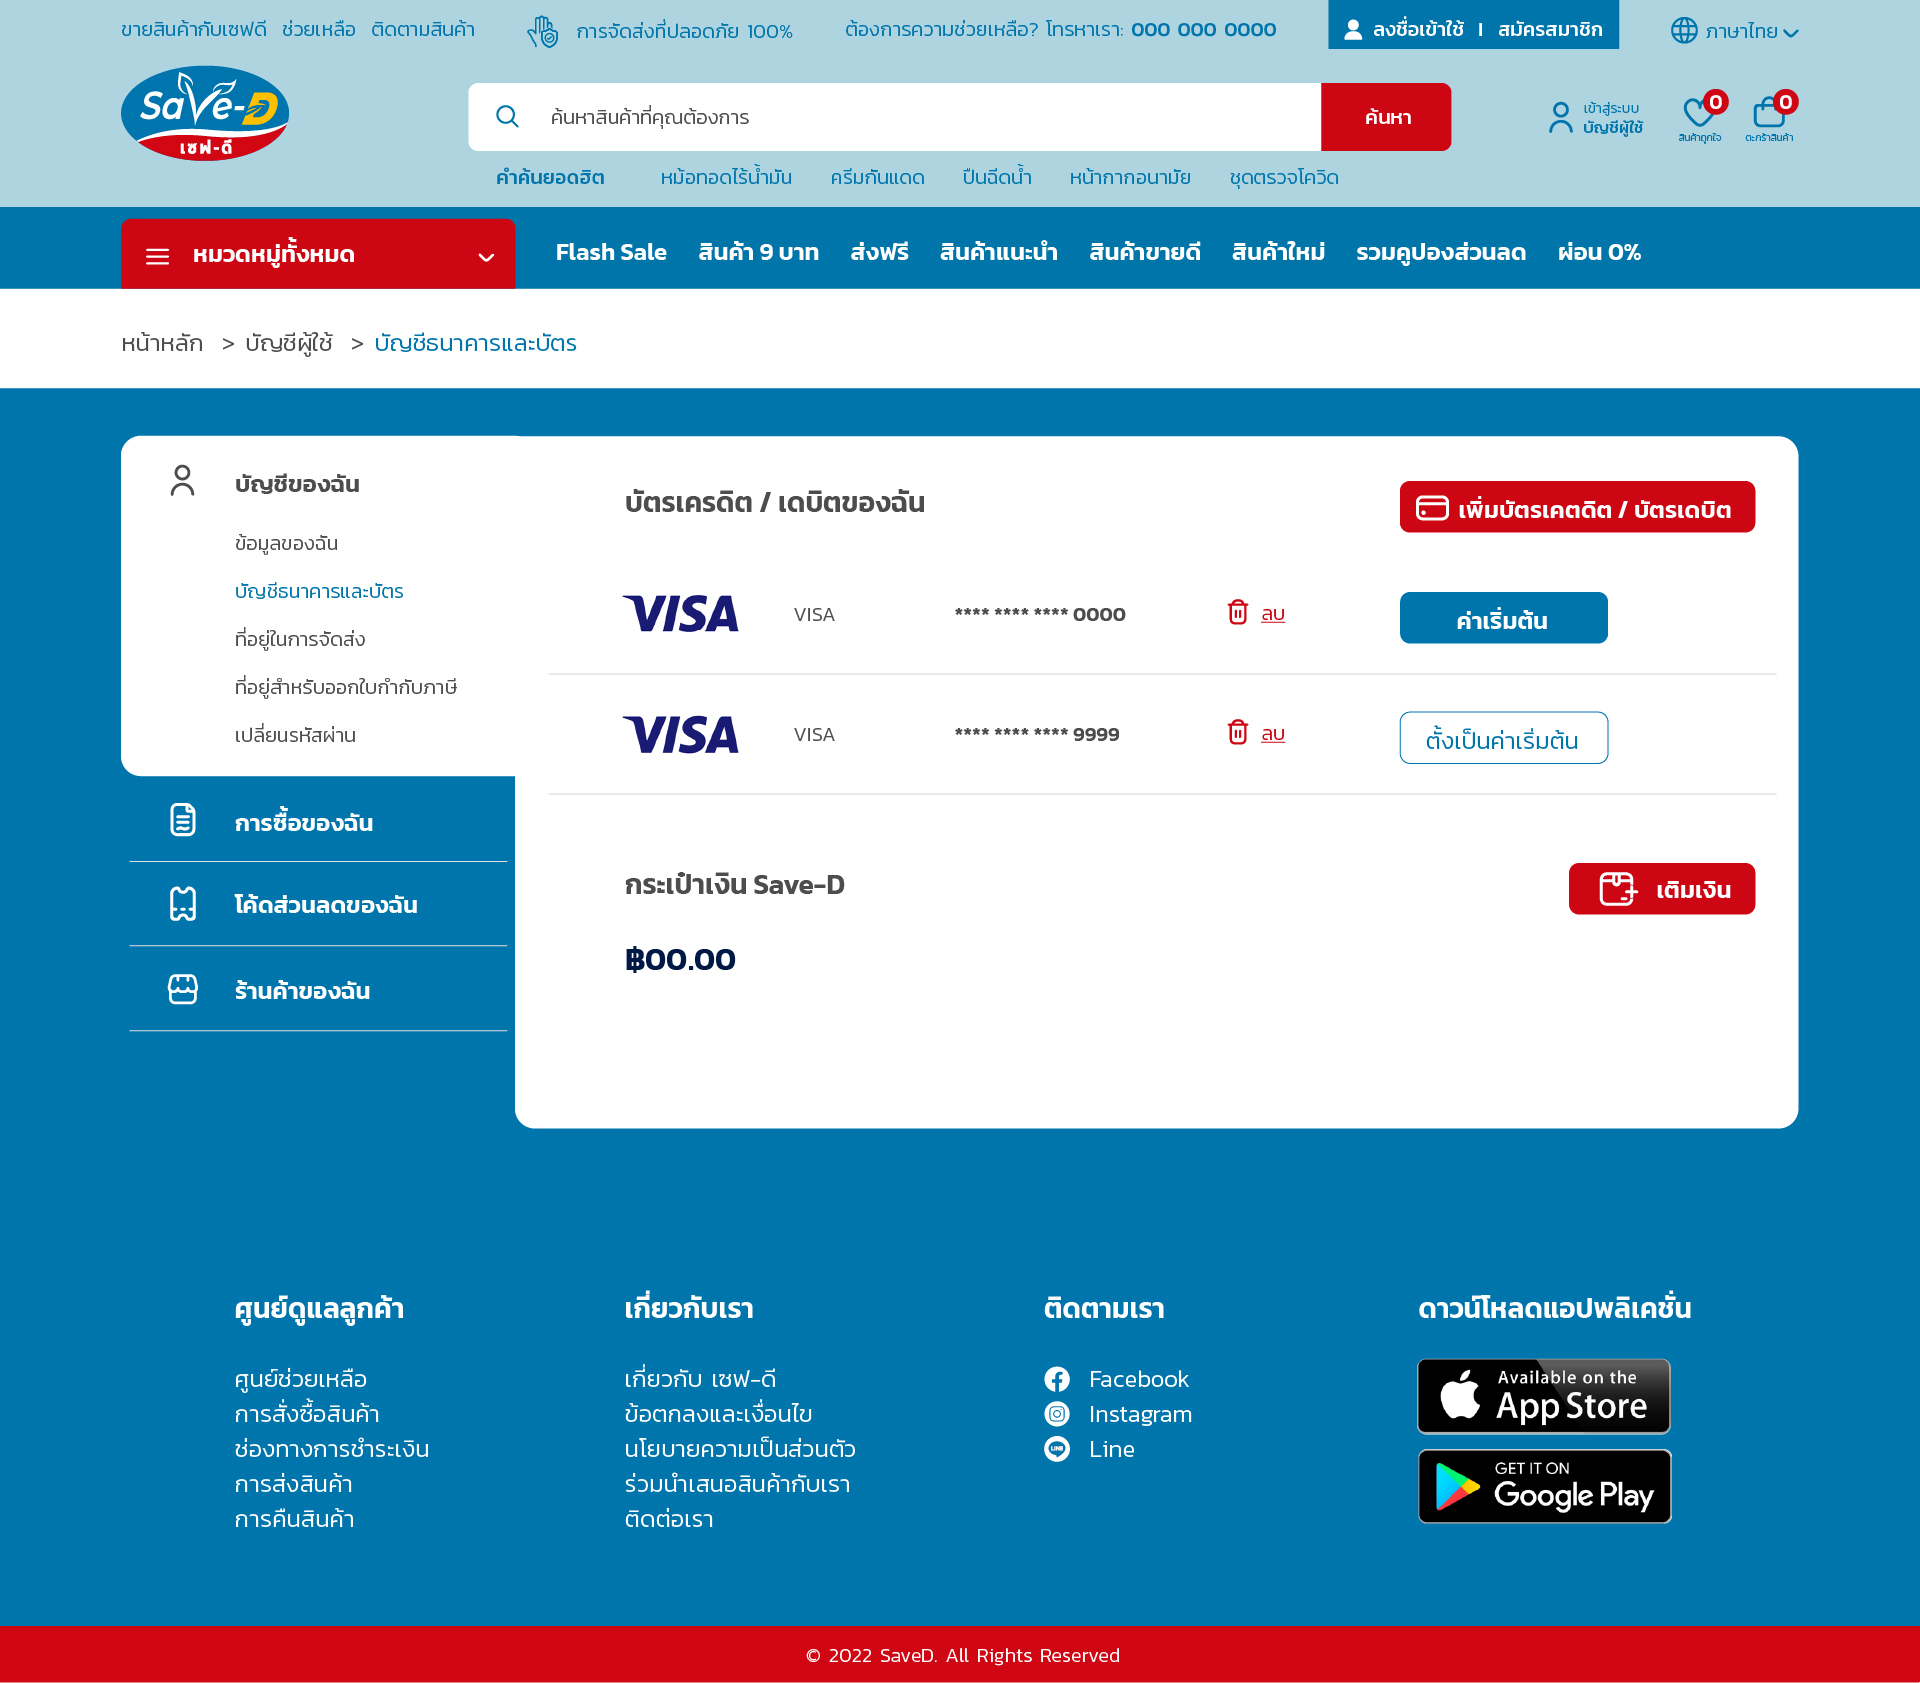 ขายสินค้ากับเซฟดี ช่วยเหลือ ติดตามสินค้า การจัดส่งที่ปลอดภัย 100% ต้องการความช่วยเหลือ? โทรหาเรา: 000 000 0000 ลงชื่อเข้าใช้ | สมัครสมาชิก ภาษาไทย
SaVe-D
เซฟ-ดี
ค้นหาสินค้าที่คุณต้องการ ค้นหา
เข้าสู่ระบบ
บัญชีผู้ใช้
0 0
สินค้าถูกใจ ตะกร้าสินค้า
คำค้นยอดฮิต หม้อทอดไร้น้ำมัน ครีมกันแดด ปืนฉีดน้ำ หน้ากากอนามัย ชุดตรวจโควิด
หมวดหมู่ทั้งหมด Flash Sale สินค้า 9 บาท ส่งฟรี สินค้าแนะนำ สินค้าขายดี สินค้าใหม่ รวมคูปองส่วนลด ผ่อน 0%
หน้าหลัก > บัญชีผู้ใช้ > บัญชีธนาคารและบัตร
บัญชีของฉัน
ข้อมูลของฉัน
บัญชีธนาคารและบัตร
ที่อยู่ในการจัดส่ง
ที่อยู่สำหรับออกใบกำกับภาษี
เปลี่ยนรหัสผ่าน
การซื้อของฉัน
โค้ดส่วนลดของฉัน
ร้านค้าของฉัน
บัตรเครดิต / เดบิตของฉัน เพิ่มบัตรเคตดิต / บัตรเดบิต
VISA VISA **** **** **** 0000 ลบ ค่าเริ่มต้น
VISA VISA **** **** **** 9999 ลบ ตั้งเป็นค่าเริ่มต้น
กระเป๋าเงิน Save-D เติมเงิน
฿00.00
ศูนย์ดูแลลูกค้า
ศูนย์ช่วยเหลือ
การสั่งซื้อสินค้า
ช่องทางการชำระเงิน
การส่งสินค้า
การคืนสินค้า
เกี่ยวกับเรา
เกี่ยวกับ เซฟ-ดี
ข้อตกลงและเงื่อนไข
นโยบายความเป็นส่วนตัว
ร่วมนำเสนอสินค้ากับเรา
ติดต่อเรา
ติดตามเรา
Facebook
Instagram
LINE Line
ดาวน์โหลดแอปพลิเคชั่น
Available on the
App Store
GET IT ON
Google Play
© 2022 SaveD. All Rights Reserved